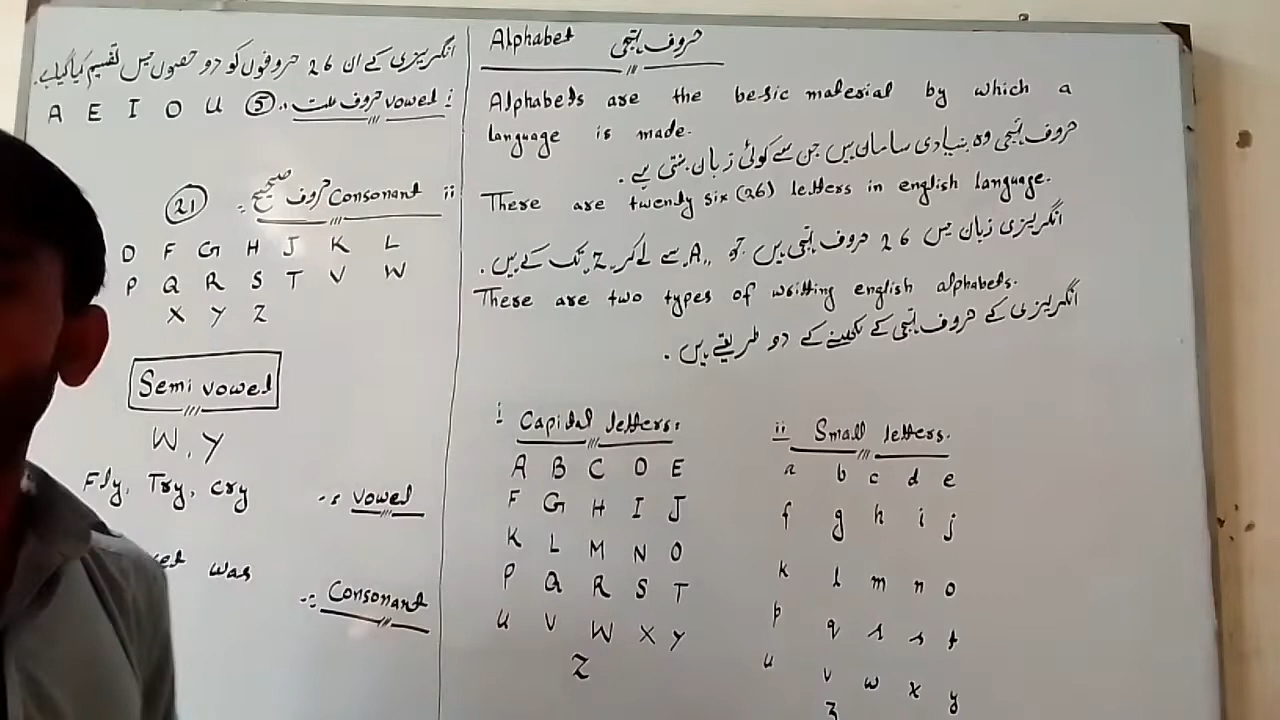 انگریزی کے ان 26 حروفوں کو دو حصوں میں تقسیم کیا گیا ہے۔
i vowel حروف علت ۔۔ (5) A E I O U
ii Consonant حروف صحیح (21)
D F G H J K L
P Q R S T V W
X Y Z
Semi vowel
W, Y
Fly, Try, cry -: vowel
was
-: Consonant
Alphabet حروف تہجی
Alphabets are the besic material by which a
language is made.
حروف تہجی وہ بنیادی سامان ہیں جن سے کوئی زبان بنتی ہے۔
There are twenty six (26) letters in english language.
انگریزی زبان میں 26 حروف تہجی ہیں جو "A" سے لے کر "Z" تک کے ہیں۔
There are two types of writting english alphabets.
انگریزی کے حروف تہجی کے لکھنے کے دو طریقے ہیں۔
i Capital letters:
A B C D E
F G H I J
K L M N O
P Q R S T
U V W X Y
Z
ii Small letters.
a b c d e
f g h i j
k l m n o
p q r s t
u v w x y
z